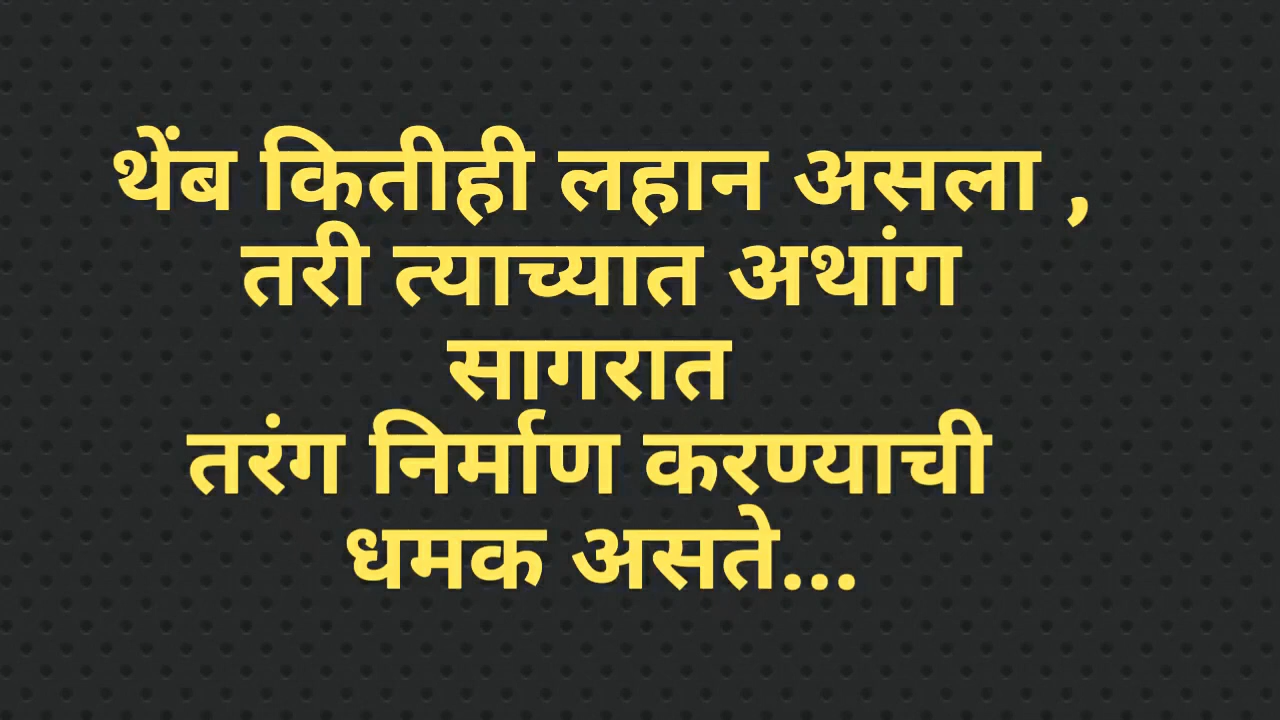 थेंब कितीही लहान असला ,
तरी त्याच्यात अथांग
सागरात
तरंग निर्माण करण्याची
धमक असते...